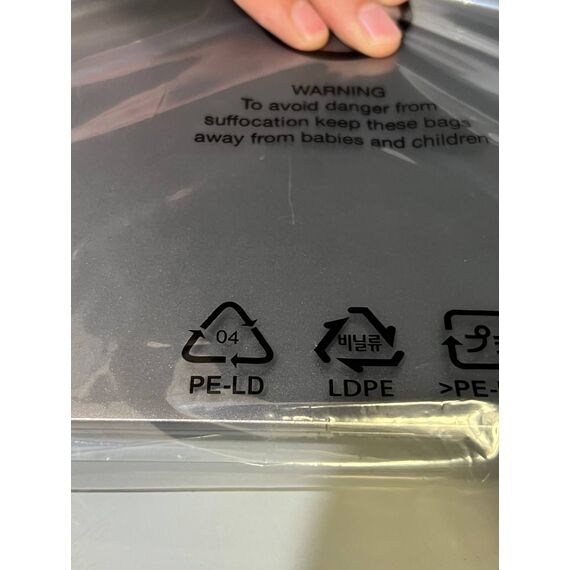 WARNING
To avoid danger from
suffocation keep these bags
away from babies and children
04
PE-LD
비닐류
LDPE
>PE-